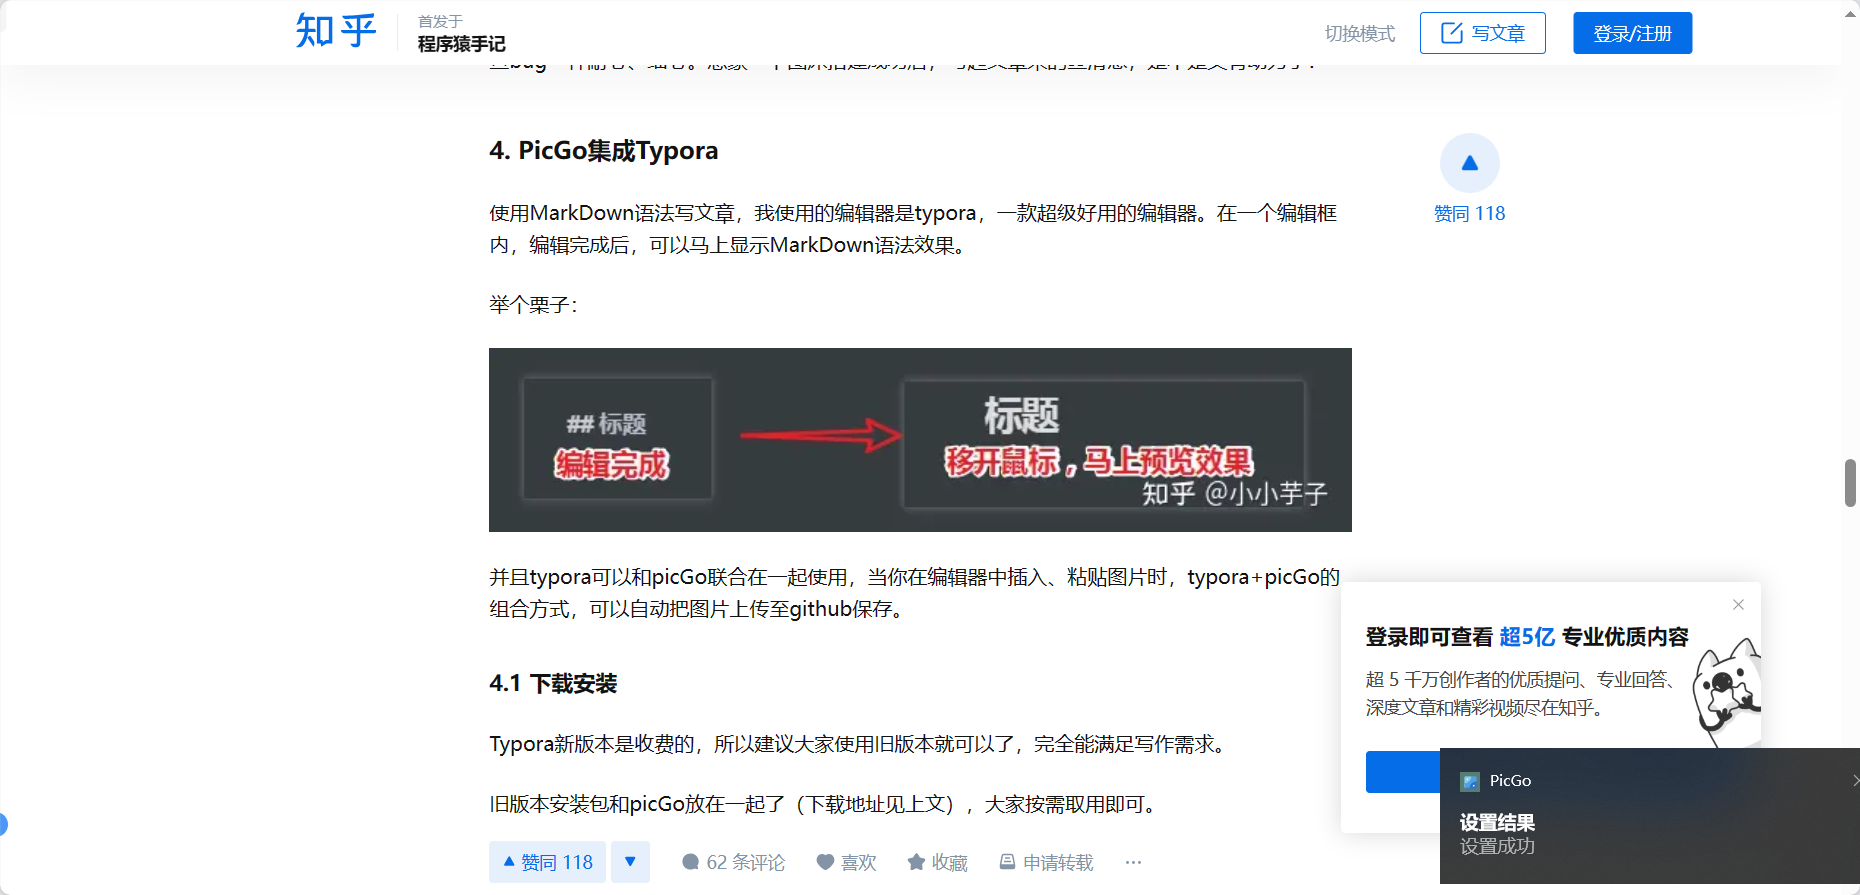 知乎
首发于
程序猿手记
切换模式
写文章
登录/注册
4. PicGo集成Typora
使用MarkDown语法写文章，我使用的编辑器是typora，一款超级好用的编辑器。在一个编辑框
内，编辑完成后，可以马上显示MarkDown语法效果。
举个栗子：
## 标题
编辑完成
标题
移开鼠标，马上预览效果
知乎 @小小芋子
并且typora可以和picGo联合在一起使用，当你在编辑器中插入、粘贴图片时，typora+picGo的
组合方式，可以自动把图片上传至github保存。
4.1 下载安装
Typora新版本是收费的，所以建议大家使用旧版本就可以了，完全能满足写作需求。
旧版本安装包和picGo放在一起了（下载地址见上文），大家按需取用即可。
赞同 118
62 条评论
喜欢
收藏
申请转载
赞同 118
登录即可查看 超5亿 专业优质内容
超 5 千万创作者的优质提问、专业回答、
深度文章和精彩视频尽在知乎。
PicGo
设置结果
设置成功